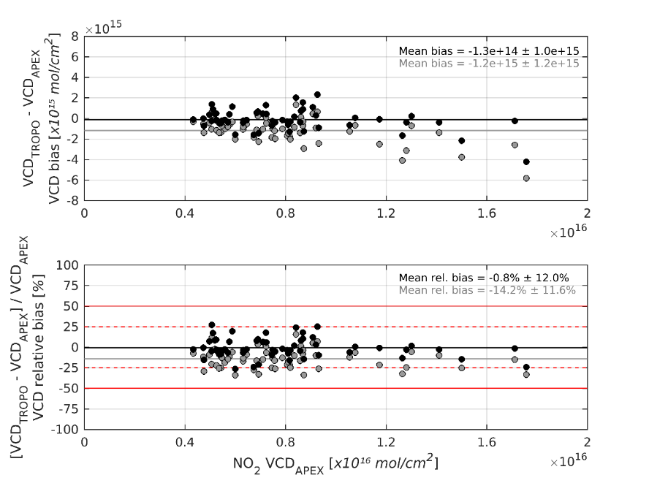 ×10¹⁵
8
6
4
2
0
-2
-4
-6
-8
VCD_TROPO - VCD_APEX
VCD bias [x10¹⁵ mol/cm²]
Mean bias = -1.3e+14 ± 1.0e+15
Mean bias = -1.2e+15 ± 1.2e+15
0 0.4 0.8 1.2 1.6 2
×10¹⁶
100
75
50
25
0
-25
-50
-75
-100
[VCD_TROPO - VCD_APEX] / VCD_APEX
VCD relative bias [%]
Mean rel. bias = -0.8% ± 12.0%
Mean rel. bias = -14.2% ± 11.6%
0 0.4 0.8 1.2 1.6 2
NO₂ VCD_APEX [x10¹⁶ mol/cm²]
×10¹⁶